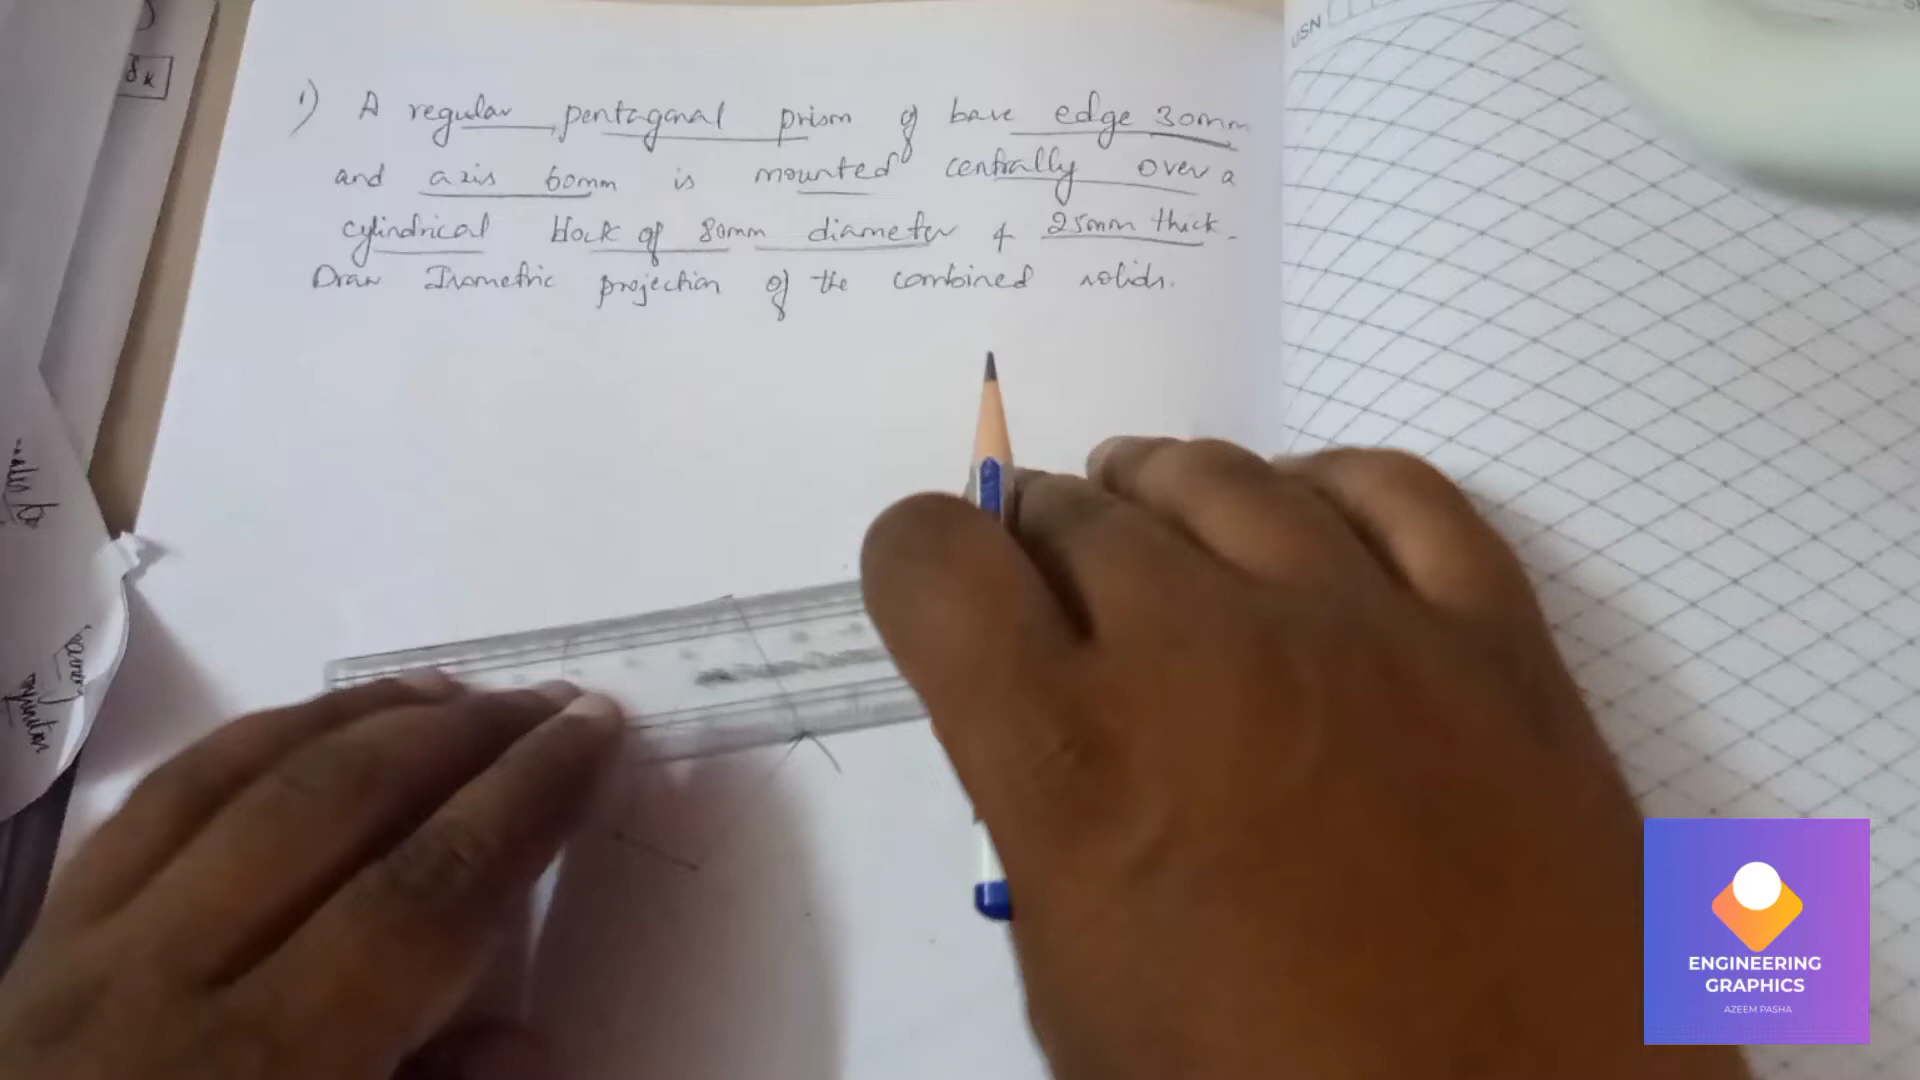 1) A regular pentagonal prism of base edge 30mm
and axis 60mm is mounted centrally over a
cylindrical block of 80mm diameter & 25mm thick.
Draw Isometric projection of the combined solids.
USN
ENGINEERING
GRAPHICS
AZEEM PASHA